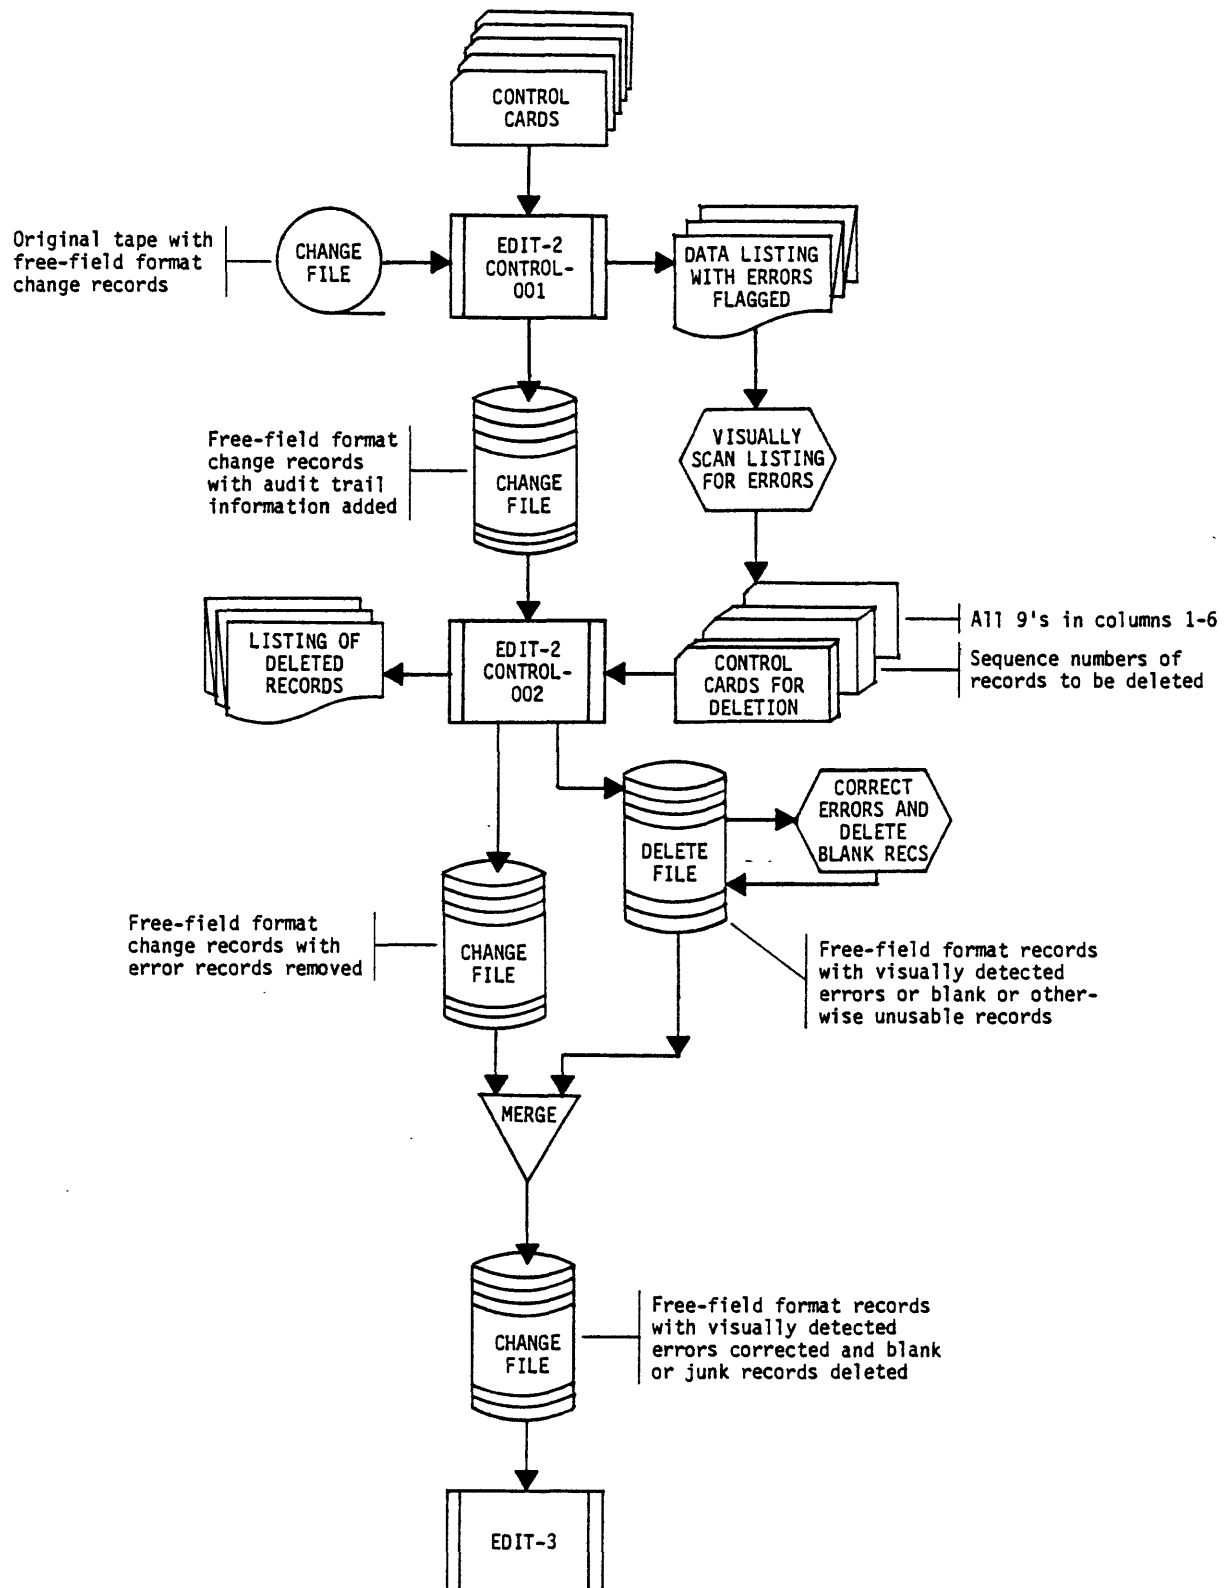 CONTROL
CARDS
Original tape with
free-field format
change records
CHANGE
FILE
EDIT-2
CONTROL-
001
DATA LISTING
WITH ERRORS
FLAGGED
Free-field format
change records
with audit trail
information added
CHANGE
FILE
VISUALLY
SCAN LISTING
FOR ERRORS
LISTING OF
DELETED
RECORDS
EDIT-2
CONTROL-
002
CONTROL
CARDS FOR
DELETION
All 9's in columns 1-6
Sequence numbers of
records to be deleted
DELETE
FILE
CORRECT
ERRORS AND
DELETE
BLANK RECS
Free-field format
change records with
error records removed
CHANGE
FILE
Free-field format records
with visually detected
errors or blank or other-
wise unusable records
MERGE
CHANGE
FILE
Free-field format records
with visually detected
errors corrected and blank
or junk records deleted
EDIT-3